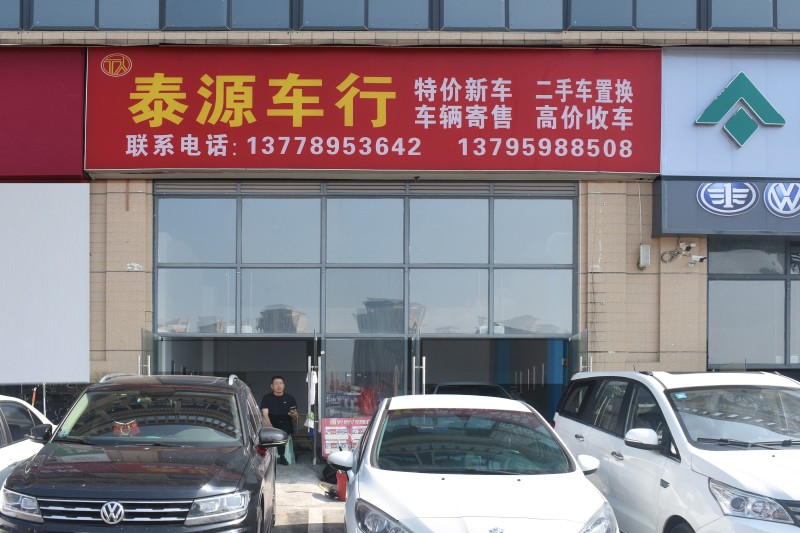 泰源车行
特价新车 二手车置换
车辆寄售 高价收车
联系电话: 13778953642 13795988508